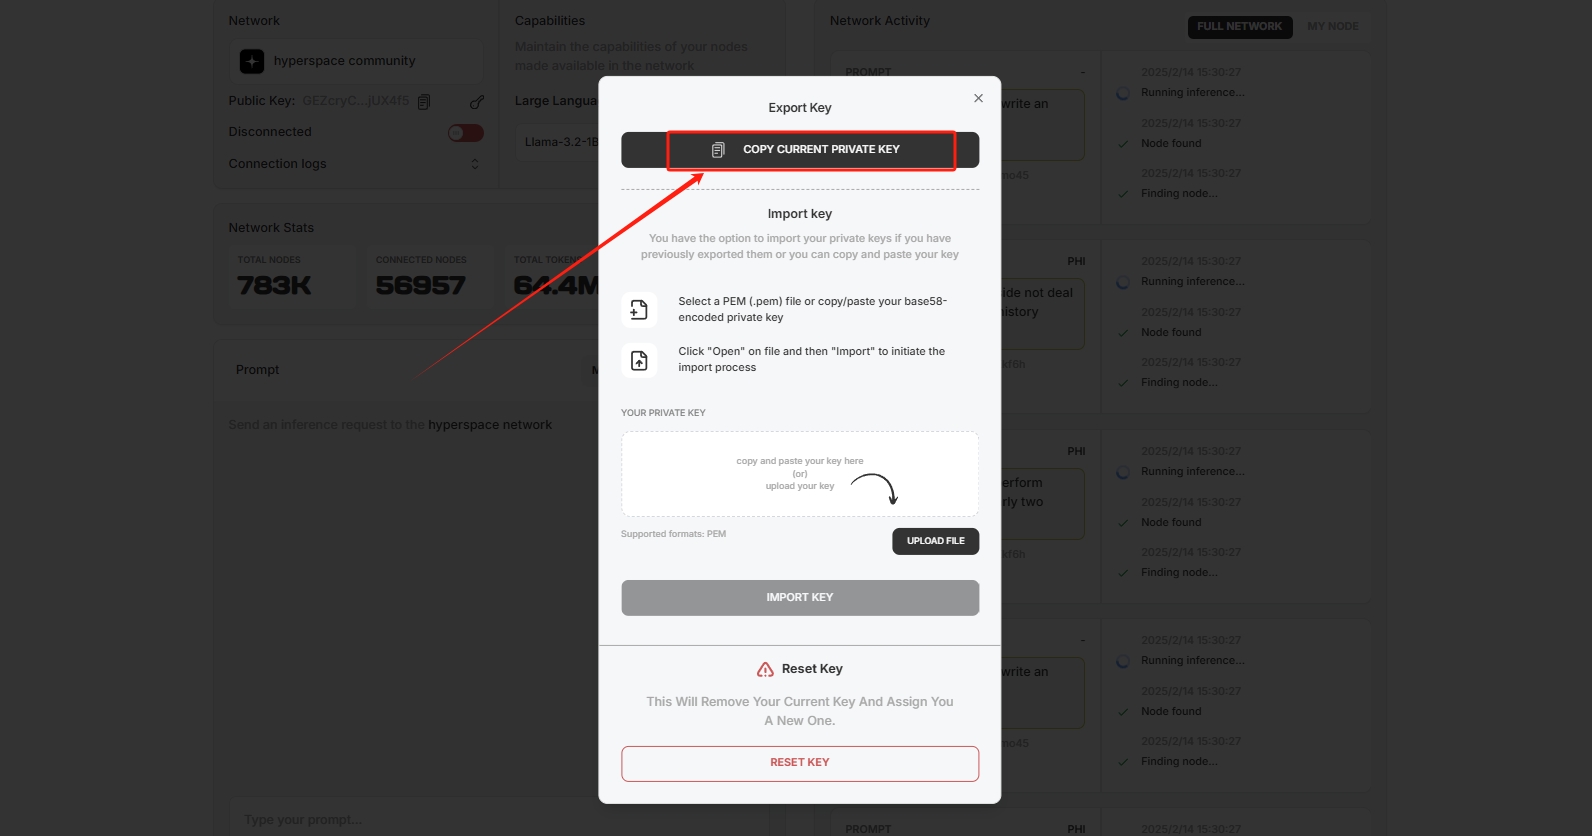 Network
hyperspace community
Public Key: GEZcryC...jUX4f5
Disconnected
Connection logs
Capabilities
Maintain the capabilities of your nodes
made available in the network
Large Langua
Llama-3.2-1B
Network Stats
TOTAL NODES
783K
CONNECTED NODES
56957
TOTAL TOKENS
64.4M
Prompt
M
Send an inference request to the hyperspace network
Type your prompt...
Export Key
COPY CURRENT PRIVATE KEY
Import key
You have the option to import your private keys if you have
previously exported them or you can copy and paste your key
Select a PEM (.pem) file or copy/paste your base58-
encoded private key
Click "Open" on file and then "Import" to initiate the
import process
YOUR PRIVATE KEY
copy and paste your key here
(or)
upload your key
Supported formats: PEM
UPLOAD FILE
IMPORT KEY
Reset Key
This Will Remove Your Current Key And Assign You
A New One.
RESET KEY
Network Activity
FULL NETWORK
MY NODE
PROMPT
-
write an
mo45
2025/2/14 15:30:27
Running inference...
2025/2/14 15:30:27
Node found
2025/2/14 15:30:27
Finding node...
PHI
ide not deal
history
kf6h
2025/2/14 15:30:27
Running inference...
2025/2/14 15:30:27
Node found
2025/2/14 15:30:27
Finding node...
PHI
erform
rly two
kf6h
2025/2/14 15:30:27
Running inference...
2025/2/14 15:30:27
Node found
2025/2/14 15:30:27
Finding node...
-
write an
mo45
2025/2/14 15:30:27
Running inference...
2025/2/14 15:30:27
Node found
2025/2/14 15:30:27
Finding node...
PROMPT
PHI
2025/2/14 15:30:27